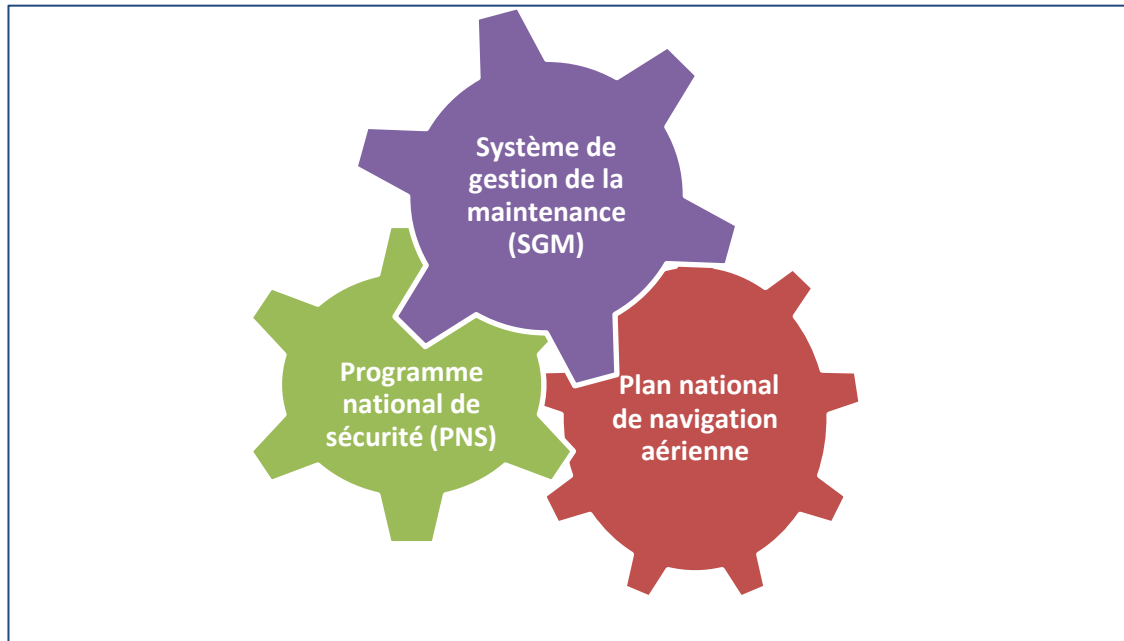 Système de
gestion de la
maintenance
(SGM)
Programme
national de
sécurité (PNS)
Plan national
de navigation
aérienne